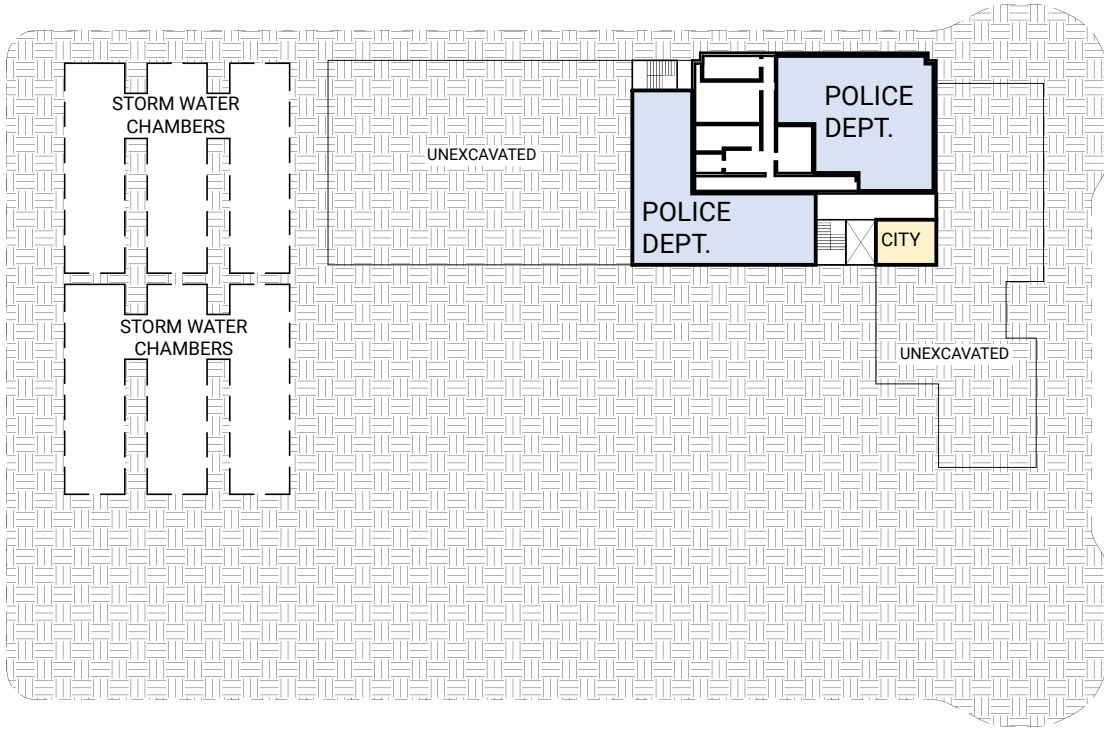 STORM WATER
CHAMBERS
UNEXCAVATED
POLICE
DEPT.
POLICE
DEPT.
CITY
STORM WATER
CHAMBERS
UNEXCAVATED